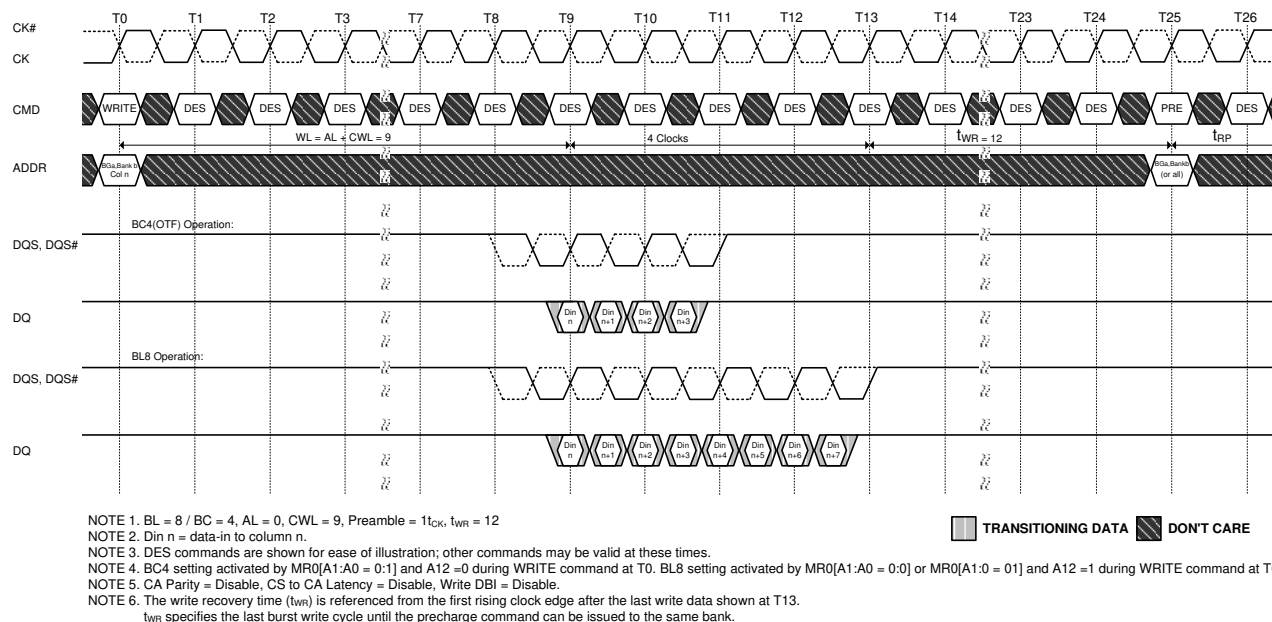 T0 T1 T2 T3 T7 T8 T9 T10 T11 T12 T13 T14 T23 T24 T25 T26
CK#
CK
CMD WRITE DES DES DES DES DES DES DES DES DES DES DES DES DES PRE DES
WL = AL + CWL = 9 4 Clocks tWR = 12 tRP
ADDR
BGa,Bank b
Col n
BGa,Bankb
(or all)
BC4(OTF) Operation:
DQS, DQS#
DQ
Din
n
Din
n+1
Din
n+2
Din
n+3
BL8 Operation:
DQS, DQS#
DQ
Din
n
Din
n+1
Din
n+2
Din
n+3
Din
n+4
Din
n+5
Din
n+6
Din
n+7
NOTE 1. BL = 8 / BC = 4, AL = 0, CWL = 9, Preamble = 1tCK, tWR = 12
NOTE 2. Din n = data-in to column n.
NOTE 3. DES commands are shown for ease of illustration; other commands may be valid at these times.
NOTE 4. BC4 setting activated by MR0[A1:A0 = 0:1] and A12 =0 during WRITE command at T0. BL8 setting activated by MR0[A1:A0 = 0:0] or MR0[A1:0 = 01] and A12 =1 during WRITE command at T
NOTE 5. CA Parity = Disable, CS to CA Latency = Disable, Write DBI = Disable.
NOTE 6. The write recovery time (tWR) is referenced from the first rising clock edge after the last write data shown at T13.
tWR specifies the last burst write cycle until the precharge command can be issued to the same bank.
TRANSITIONING DATA DON'T CARE